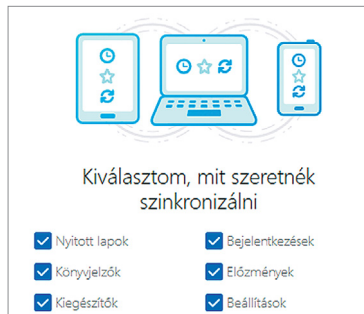 Kiválasztom, mit szeretnék
szinkronizálni
Nyitott lapok
Bejelentkezések
Könyvjelzők
Előzmények
Kiegészítők
Beállítások